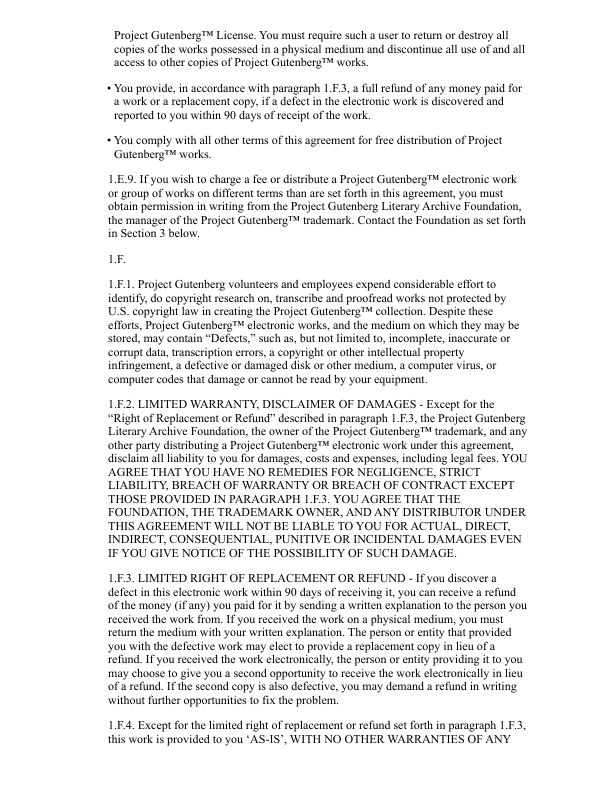 Project Gutenberg™ License. You must require such a user to return or destroy all
copies of the works possessed in a physical medium and discontinue all use of and all
access to other copies of Project Gutenberg™ works.
• You provide, in accordance with paragraph 1.F.3, a full refund of any money paid for
a work or a replacement copy, if a defect in the electronic work is discovered and
reported to you within 90 days of receipt of the work.
• You comply with all other terms of this agreement for free distribution of Project
Gutenberg™ works.
1.E.9. If you wish to charge a fee or distribute a Project Gutenberg™ electronic work
or group of works on different terms than are set forth in this agreement, you must
obtain permission in writing from the Project Gutenberg Literary Archive Foundation,
the manager of the Project Gutenberg™ trademark. Contact the Foundation as set forth
in Section 3 below.
1.F.
1.F.1. Project Gutenberg volunteers and employees expend considerable effort to
identify, do copyright research on, transcribe and proofread works not protected by
U.S. copyright law in creating the Project Gutenberg™ collection. Despite these
efforts, Project Gutenberg™ electronic works, and the medium on which they may be
stored, may contain “Defects,” such as, but not limited to, incomplete, inaccurate or
corrupt data, transcription errors, a copyright or other intellectual property
infringement, a defective or damaged disk or other medium, a computer virus, or
computer codes that damage or cannot be read by your equipment.
1.F.2. LIMITED WARRANTY, DISCLAIMER OF DAMAGES - Except for the
“Right of Replacement or Refund” described in paragraph 1.F.3, the Project Gutenberg
Literary Archive Foundation, the owner of the Project Gutenberg™ trademark, and any
other party distributing a Project Gutenberg™ electronic work under this agreement,
disclaim all liability to you for damages, costs and expenses, including legal fees. YOU
AGREE THAT YOU HAVE NO REMEDIES FOR NEGLIGENCE, STRICT
LIABILITY, BREACH OF WARRANTY OR BREACH OF CONTRACT EXCEPT
THOSE PROVIDED IN PARAGRAPH 1.F.3. YOU AGREE THAT THE
FOUNDATION, THE TRADEMARK OWNER, AND ANY DISTRIBUTOR UNDER
THIS AGREEMENT WILL NOT BE LIABLE TO YOU FOR ACTUAL, DIRECT,
INDIRECT, CONSEQUENTIAL, PUNITIVE OR INCIDENTAL DAMAGES EVEN
IF YOU GIVE NOTICE OF THE POSSIBILITY OF SUCH DAMAGE.
1.F.3. LIMITED RIGHT OF REPLACEMENT OR REFUND - If you discover a
defect in this electronic work within 90 days of receiving it, you can receive a refund
of the money (if any) you paid for it by sending a written explanation to the person you
received the work from. If you received the work on a physical medium, you must
return the medium with your written explanation. The person or entity that provided
you with the defective work may elect to provide a replacement copy in lieu of a
refund. If you received the work electronically, the person or entity providing it to you
may choose to give you a second opportunity to receive the work electronically in lieu
of a refund. If the second copy is also defective, you may demand a refund in writing
without further opportunities to fix the problem.
1.F.4. Except for the limited right of replacement or refund set forth in paragraph 1.F.3,
this work is provided to you ‘AS-IS’, WITH NO OTHER WARRANTIES OF ANY